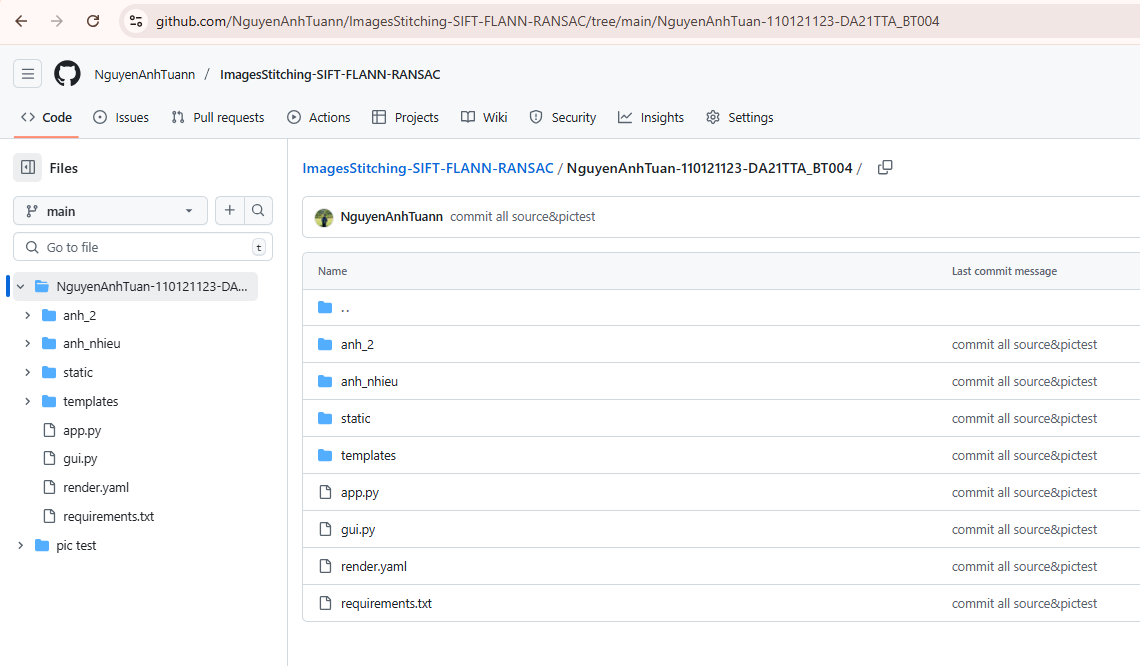 github.com/NguyenAnhTuann/ImagesStitching-SIFT-FLANN-RANSAC/tree/main/NguyenAnhTuan-110121123-DA21TTA_BT004
NguyenAnhTuann / ImagesStitching-SIFT-FLANN-RANSAC
Code Issues Pull requests Actions Projects Wiki Security Insights Settings
Files
main
Go to file t
NguyenAnhTuan-110121123-DA...
anh_2
anh_nhieu
static
templates
app.py
gui.py
render.yaml
requirements.txt
pic test
ImagesStitching-SIFT-FLANN-RANSAC / NguyenAnhTuan-110121123-DA21TTA_BT004 /
NguyenAnhTuann commit all source&pictest
Name Last commit message
..
anh_2 commit all source&pictest
anh_nhieu commit all source&pictest
static commit all source&pictest
templates commit all source&pictest
app.py commit all source&pictest
gui.py commit all source&pictest
render.yaml commit all source&pictest
requirements.txt commit all source&pictest